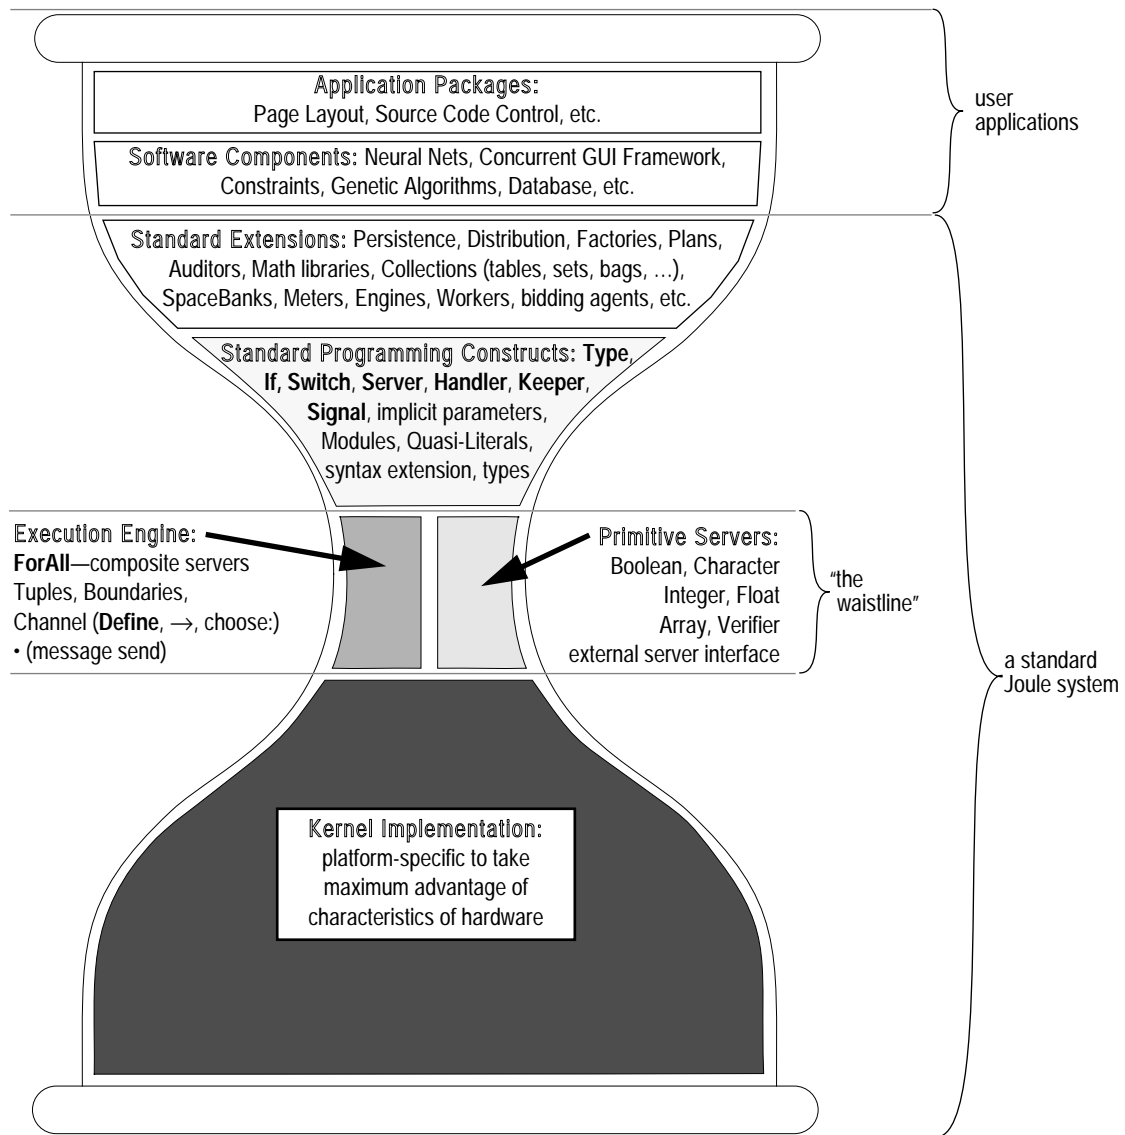 Application Packages:
Page Layout, Source Code Control, etc.
user
applications
Software Components: Neural Nets, Concurrent GUI Framework,
Constraints, Genetic Algorithms, Database, etc.
Standard Extensions: Persistence, Distribution, Factories, Plans,
Auditors, Math libraries, Collections (tables, sets, bags, …),
SpaceBanks, Meters, Engines, Workers, bidding agents, etc.
Standard Programming Constructs: Type,
If, Switch, Server, Handler, Keeper,
Signal, implicit parameters,
Modules, Quasi-Literals,
syntax extension, types
Execution Engine:
ForAll—composite servers
Tuples, Boundaries,
Channel (Define, →, choose:)
• (message send)
Primitive Servers:
Boolean, Character
Integer, Float
Array, Verifier
external server interface
“the
waistline”
a standard
Joule system
Kernel Implementation:
platform-specific to take
maximum advantage of
characteristics of hardware